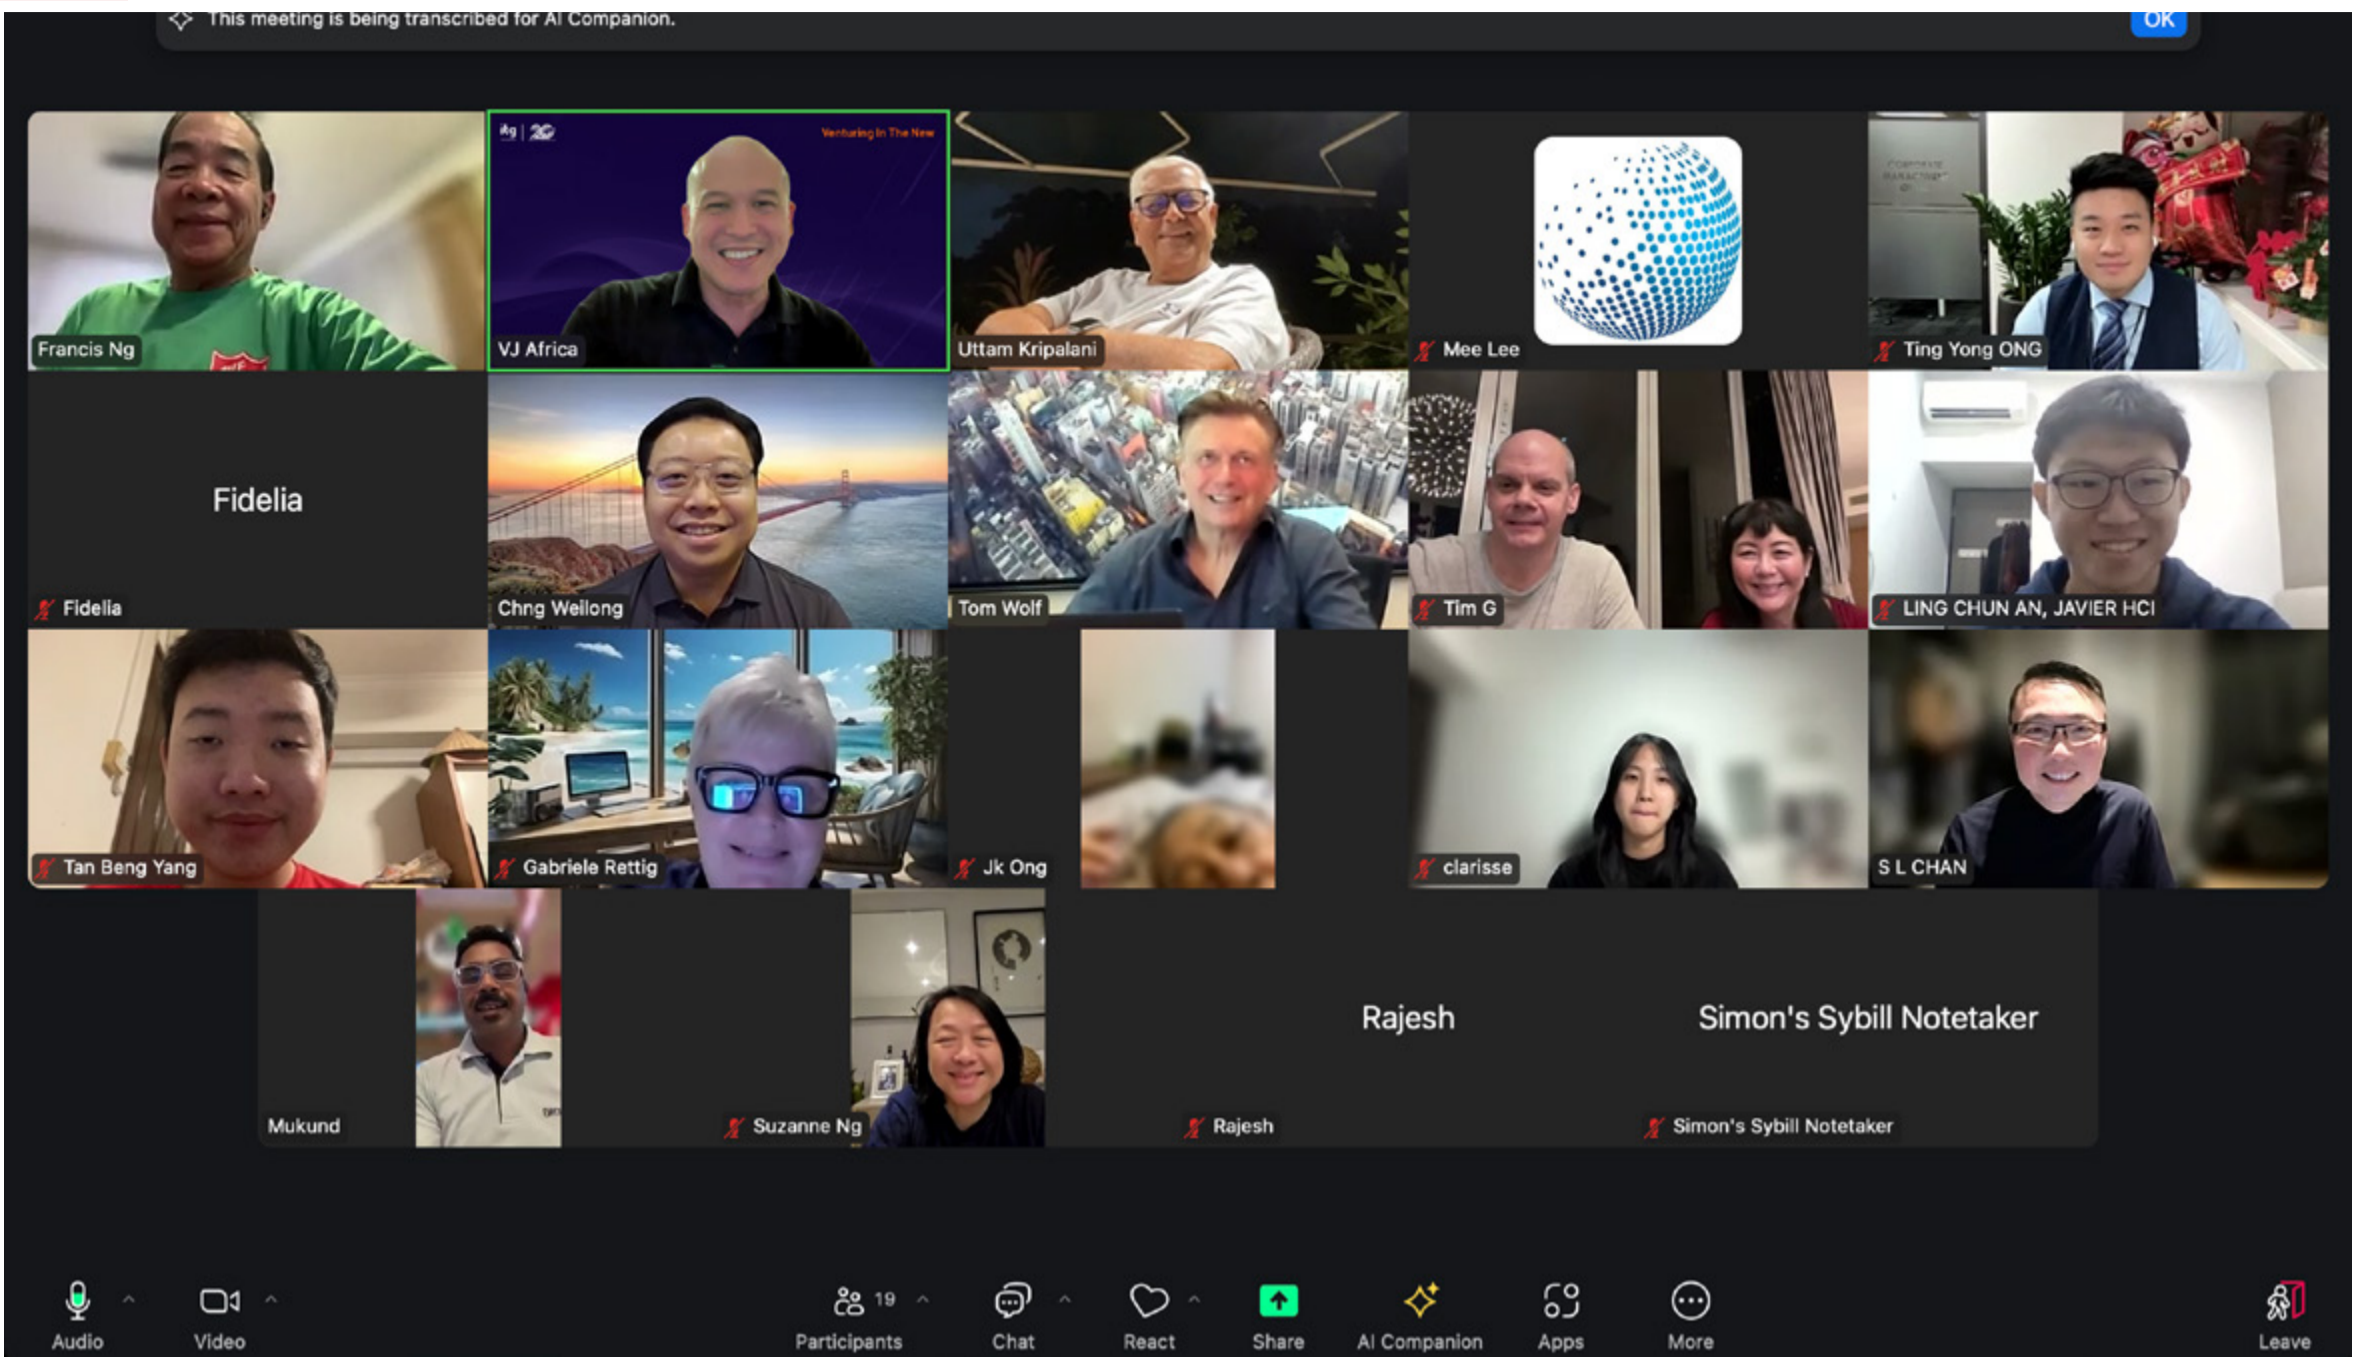 This meeting is being transcribed for AI Companion.
OK
Venturing In The New
Francis Ng
VJ Africa
Uttam Kripalani
Mee Lee
CORPORATE
MANAGEMENT
Ting Yong ONG
Fidelia
Fidelia
Chng Weilong
Tom Wolf
Tim G
LING CHUN AN, JAVIER HCI
Tan Beng Yang
Gabriele Rettig
Jk Ong
clarisse
S L CHAN
Rajesh
Simon's Sybill Notetaker
Mukund
Suzanne Ng
Rajesh
Simon's Sybill Notetaker
19
Audio
Video
Participants
Chat
React
Share
AI Companion
Apps
More
Leave